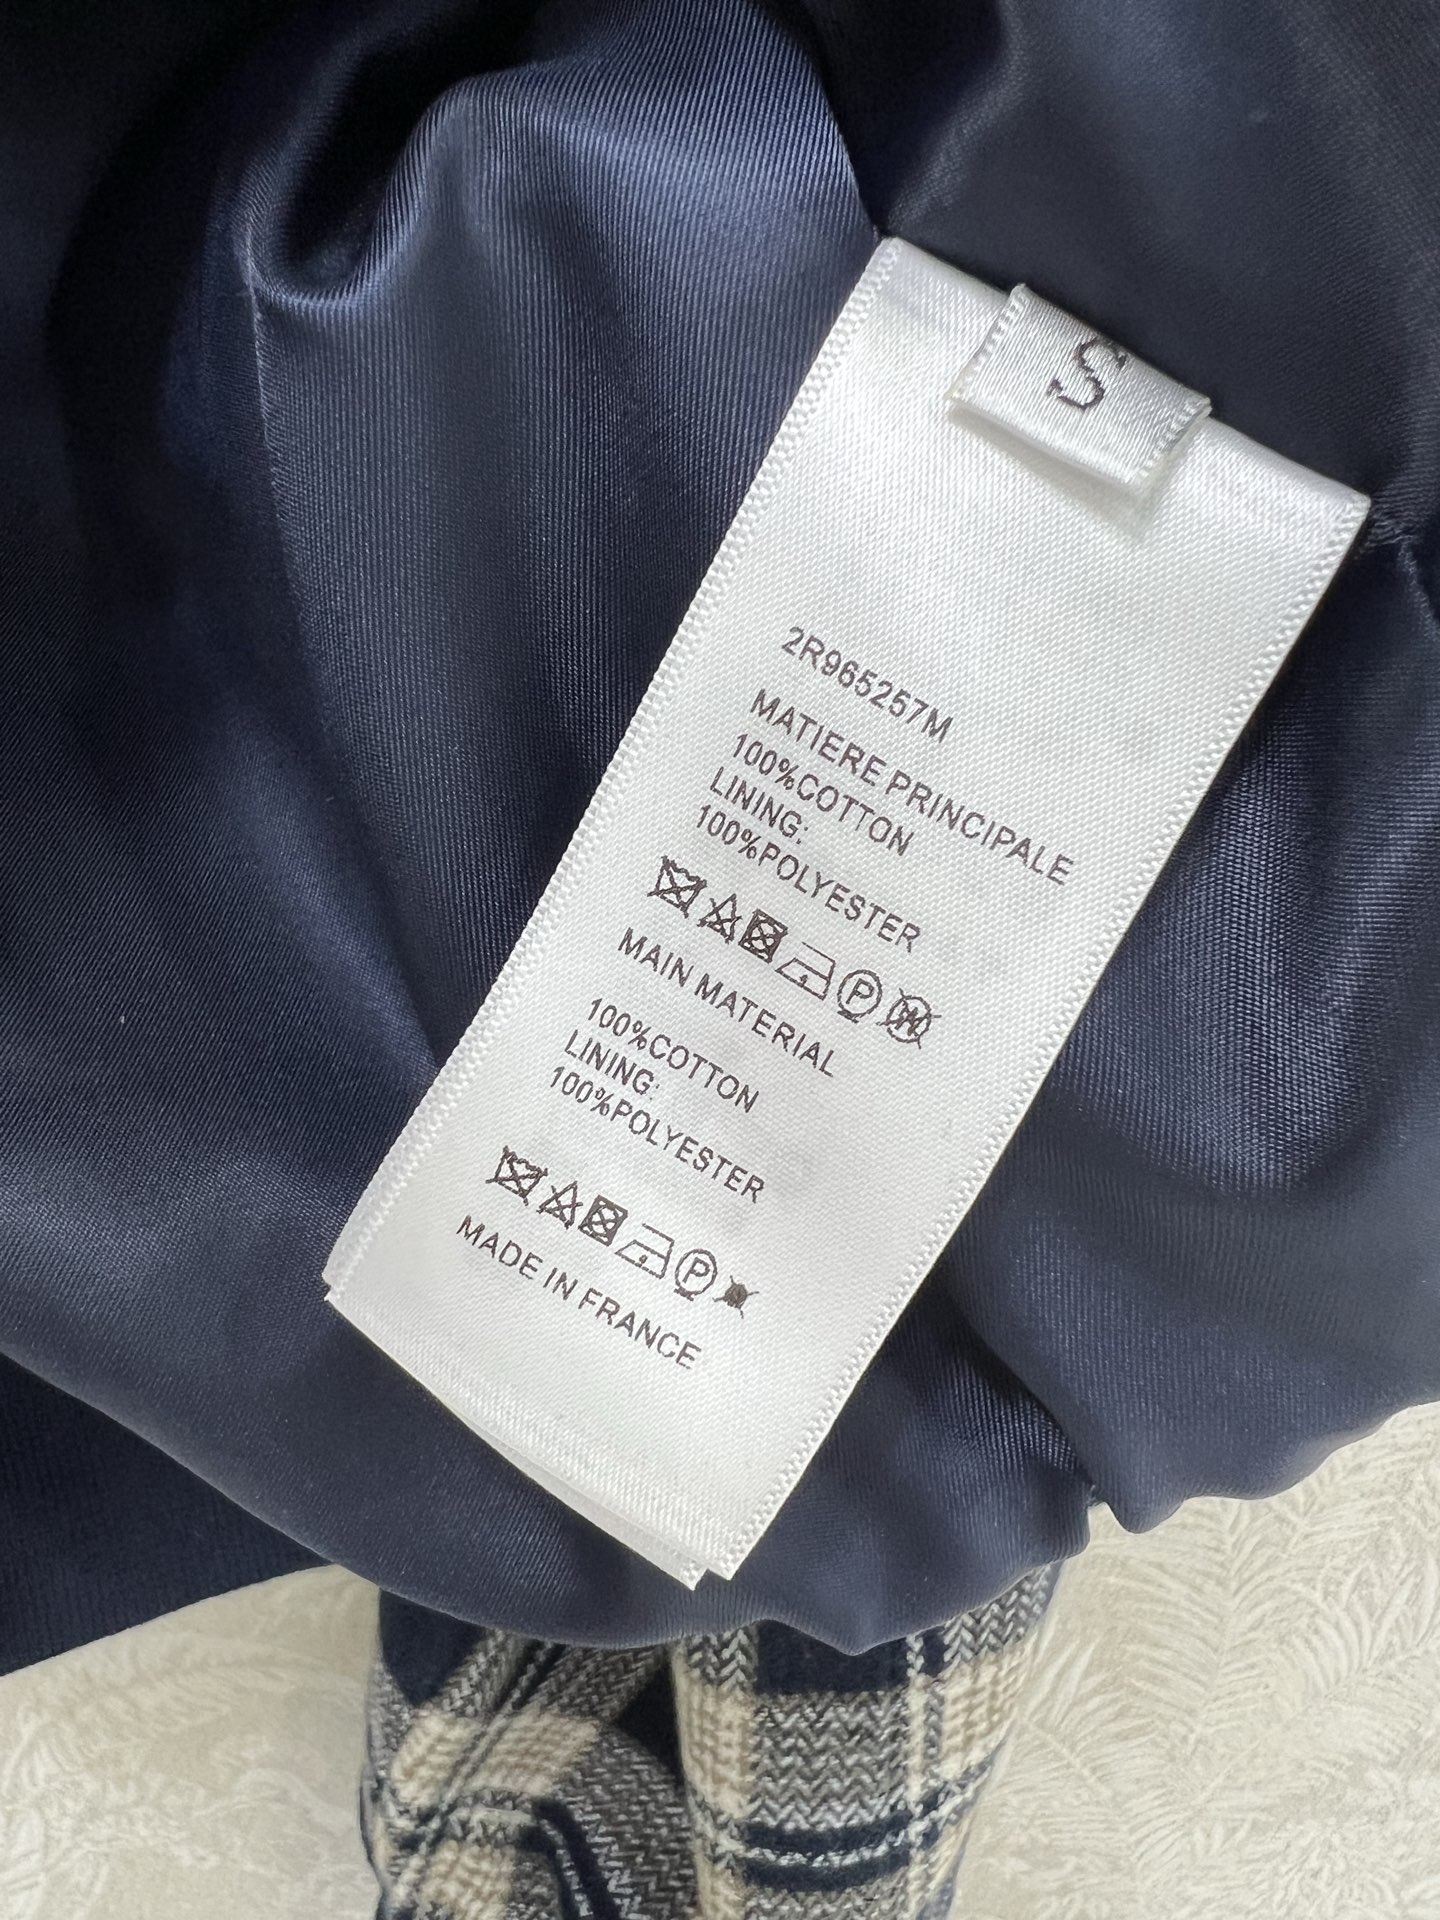 S
2R965257M
MATIERE PRINCIPALE
100%COTTON
LINING:
100%POLYESTER
P W
MAIN MATERIAL
100%COTTON
LINING:
100%POLYESTER
P
MADE IN FRANCE